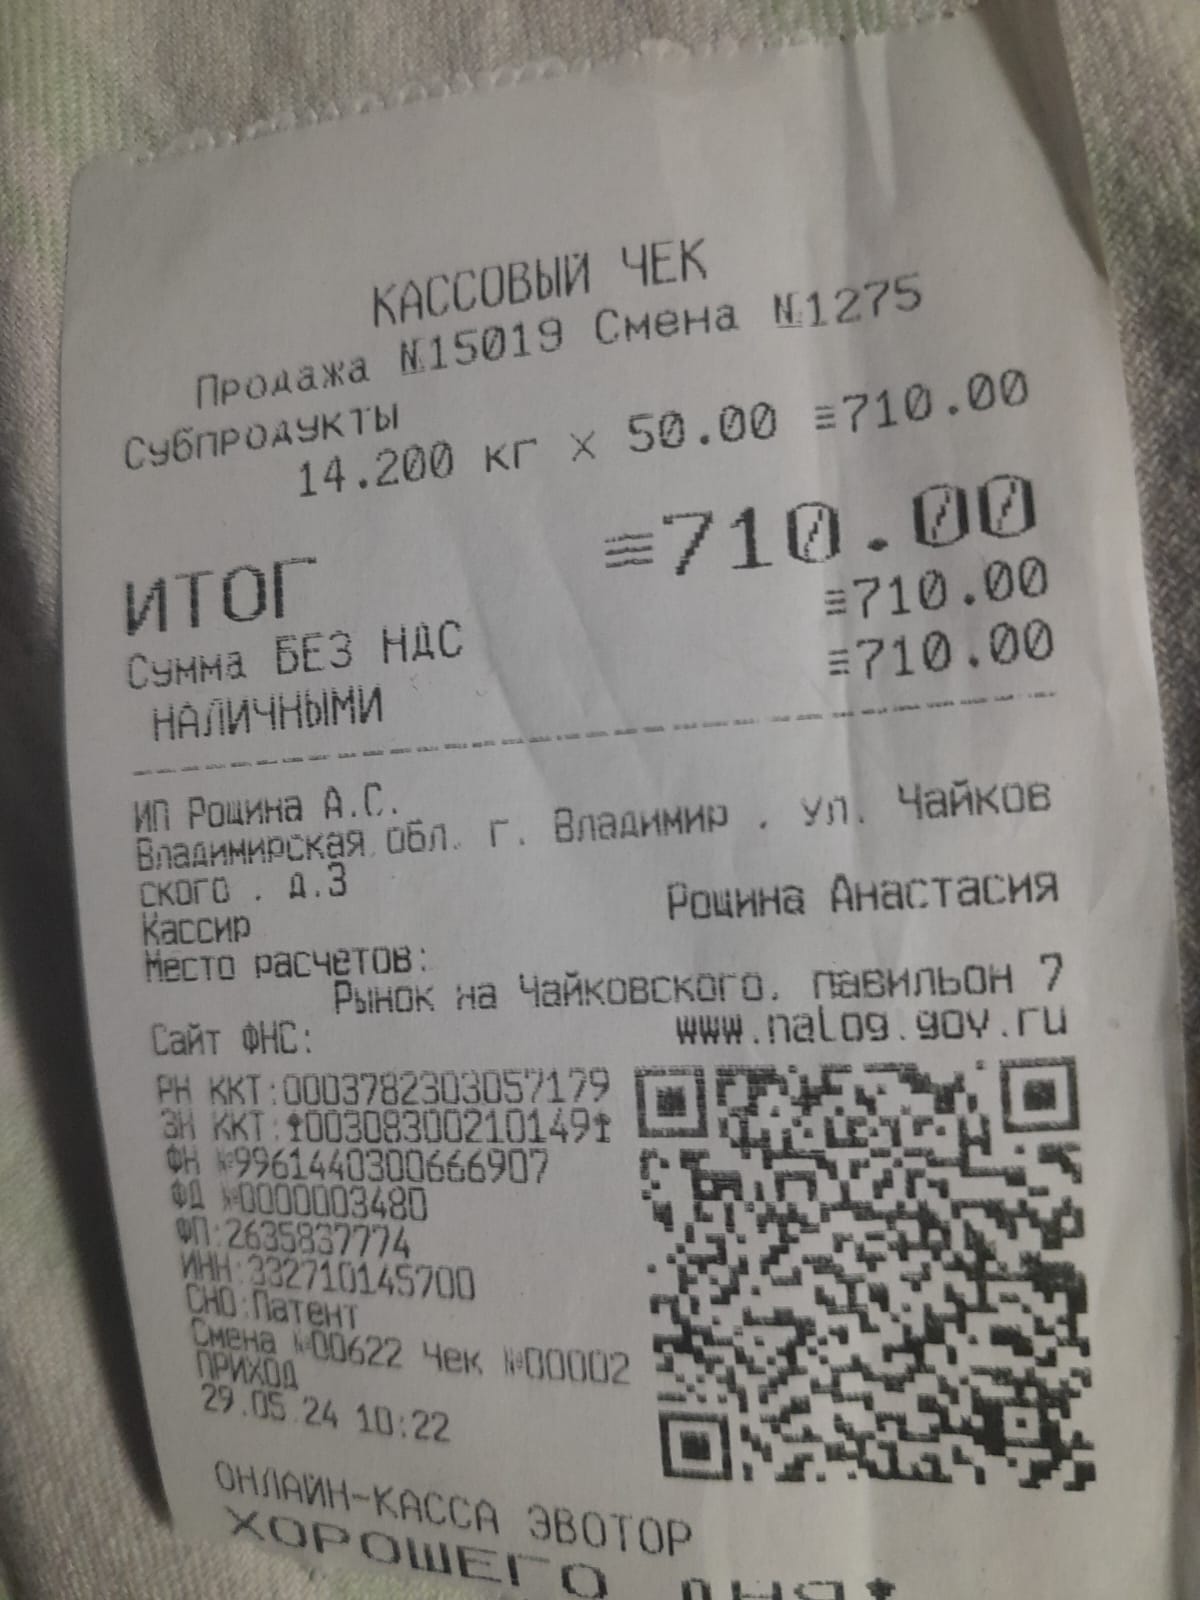 КАССОВЫЙ ЧЕК
Продажа №15019 Смена №1275
Субпродукты
14.200 кг х 50.00 ≡710.00
ИТОГ ≡710.00
Сумма БЕЗ НДС ≡710.00
НАЛИЧНЫМИ ≡710.00
ИП Рощина А.С.
Владимирская обл. г. Владимир , ул. Чайков
ского , д.3
Кассир Рощина Анастасия
Место расчетов:
Рынок на Чайковского, павильон 7
Сайт ФНС: www.nalog.gov.ru
РН ККТ:0003782303057179
ЗН ККТ:↥00308300210149↥
ФН №9961440300666907
ФД №0000003480
ФП:2635837774
ИНН:332710145700
СНО:Патент
Смена №00622 Чек №00002
ПРИХОД
29.05.24 10:22
ОНЛАЙН-КАССА ЭВОТОР
ХОРОШЕГО ДНЯ!